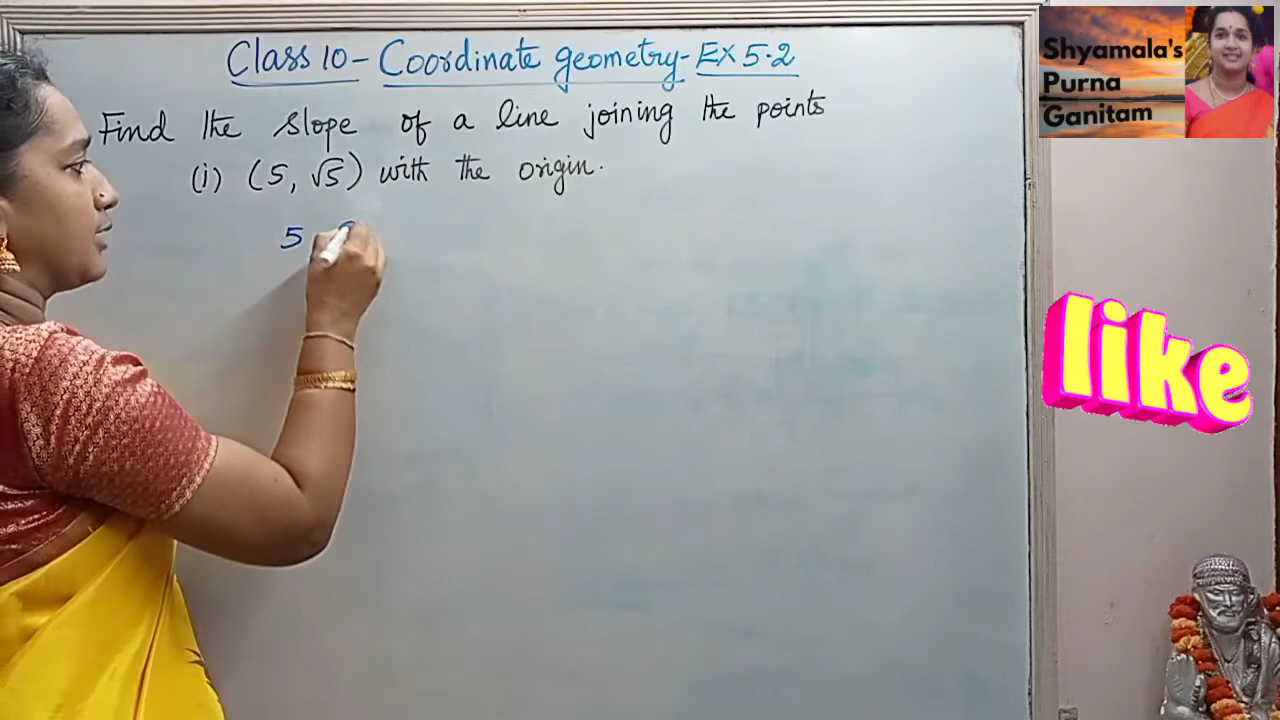 Class 10 - Coordinate geometry - EX 5.2
Find the slope of a line joining the points
(i) (5, √5) with the origin.
5
Shyamala's
Purna
Ganitam
like